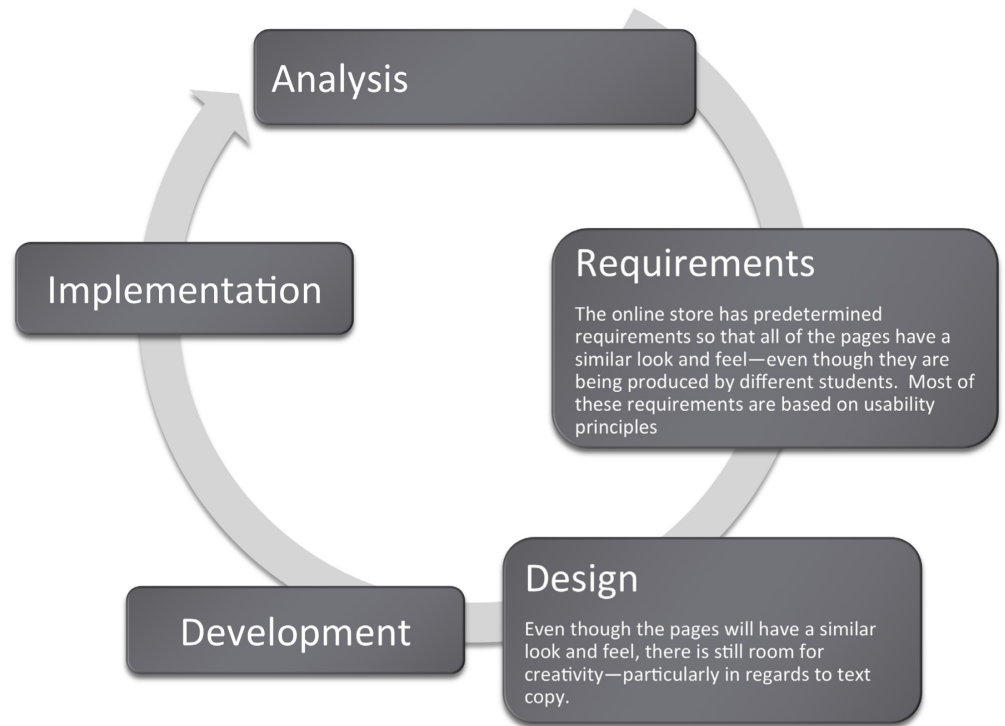 Analysis
Requirements
The online store has predetermined
requirements so that all of the pages have a
similar look and feel—even though they are
being produced by different students.  Most of
these requirements are based on usability
principles
Design
Even though the pages will have a similar
look and feel, there is still room for
creativity—particularly in regards to text
copy.
Development
Implementation